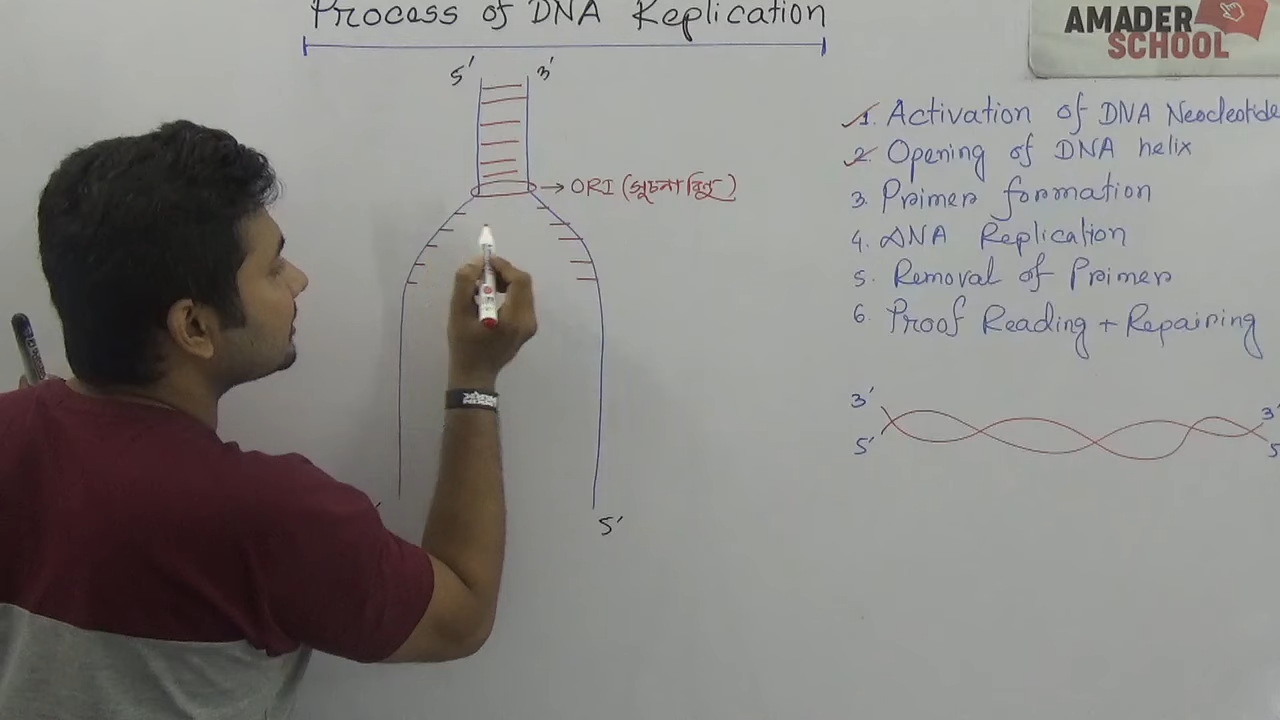 Process of DNA Replication
AMADER
SCHOOL
5' 3'
→ ORI (সূচনা বিন্দু)
5'
1. Activation of DNA Neocleotide
2. Opening of DNA helix
3. Primer formation
4. DNA Replication
5. Removal of Primer
6. Proof Reading + Repairing
3' 3'
5' 5